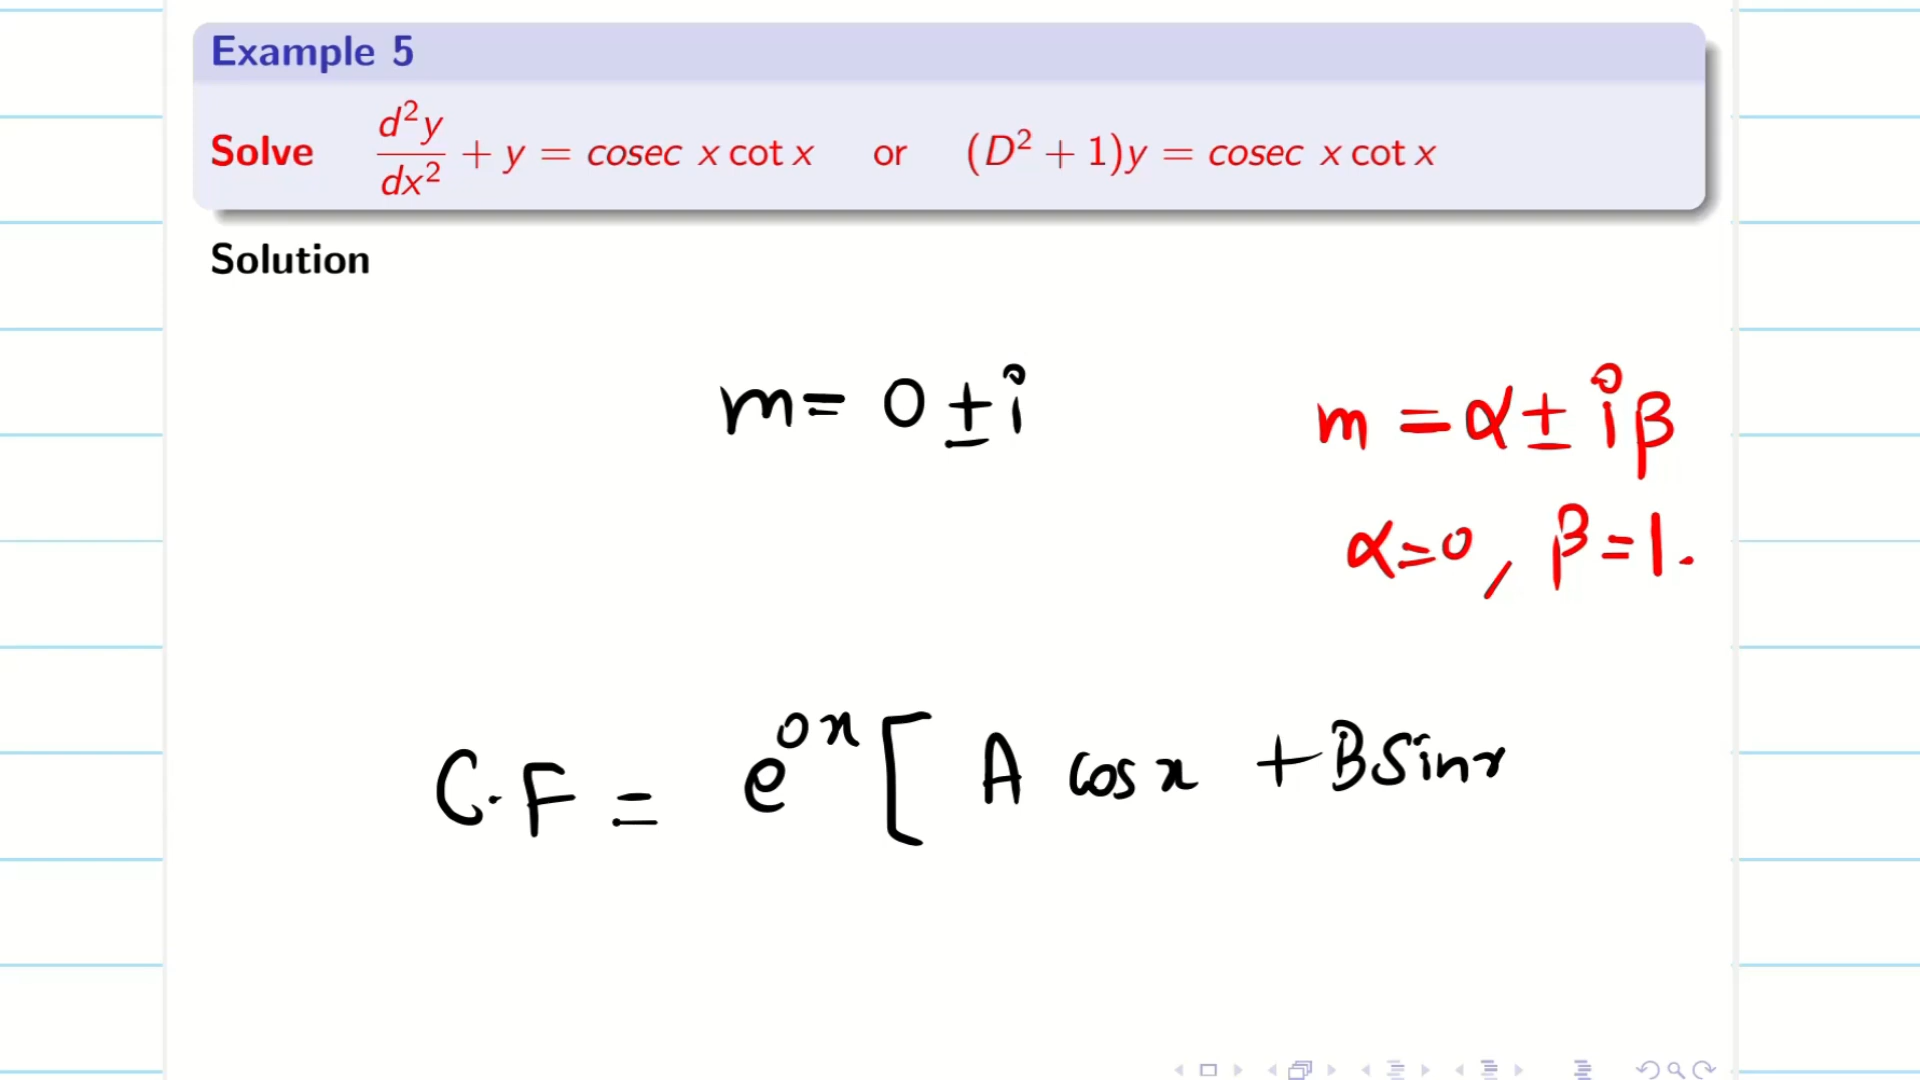 Example 5
Solve d²y/dx² + y = cosec x cot x or (D² + 1)y = cosec x cot x
Solution
m = 0 ± i
m = α ± iβ
α=0, β=1.
C.F = e^{0x} [ A cos x + B Sin x